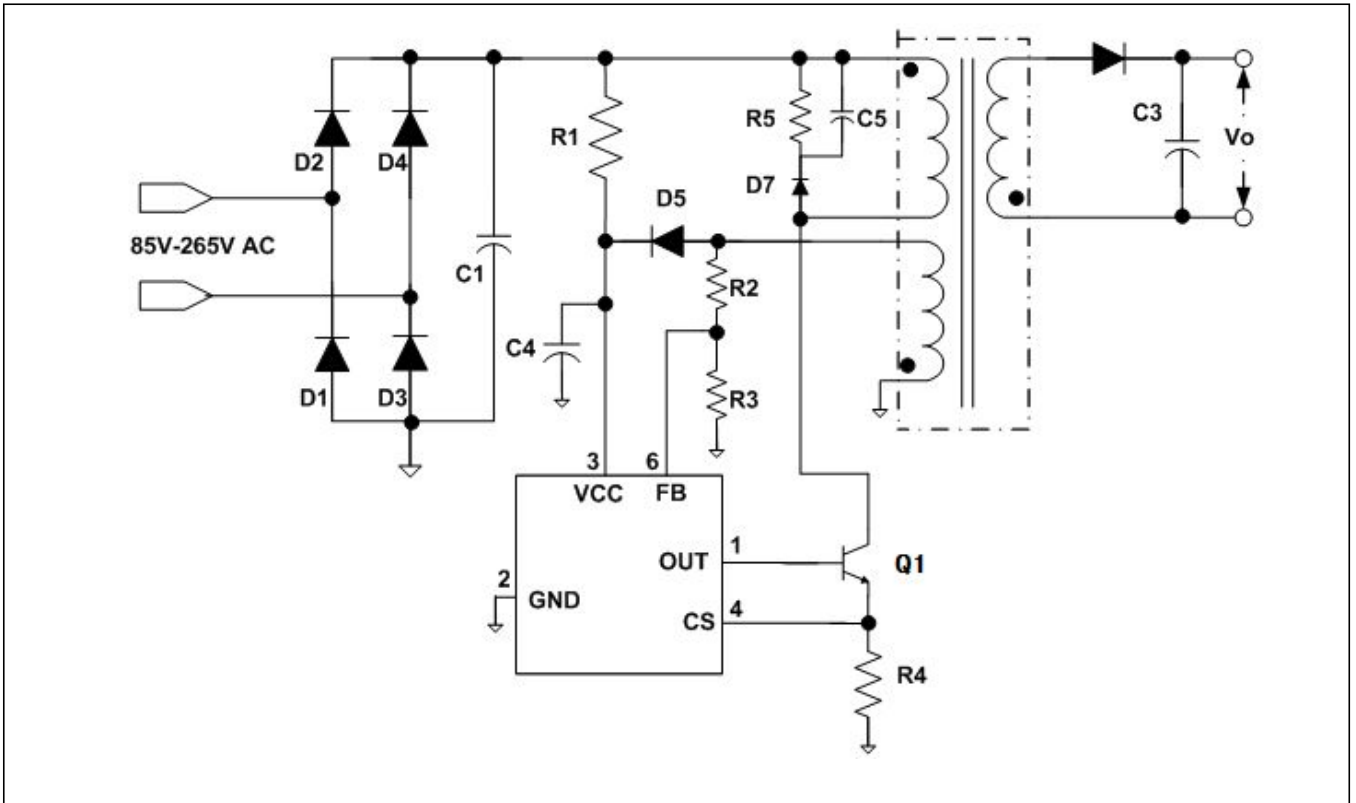 D2
D4
85V-265V AC
D1
D3
C1
R1
C4
D5
R5
C5
D7
R2
R3
C3
Vo
3
6
VCC
FB
OUT
1
2
GND
CS
4
Q1
R4